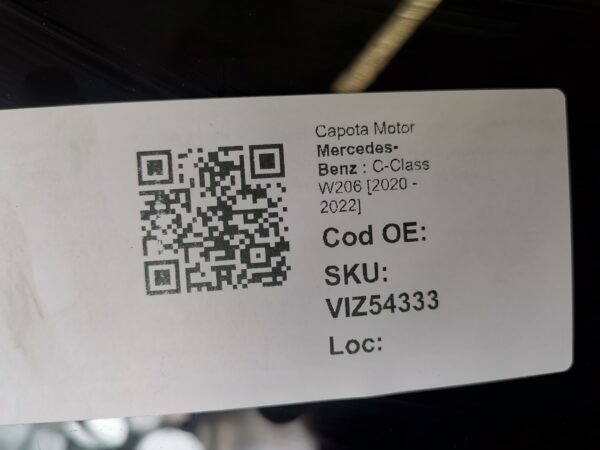 Capota Motor
Mercedes-
Benz : C-Class
W206 [2020 -
2022]
Cod OE:
SKU:
VIZ54333
Loc: